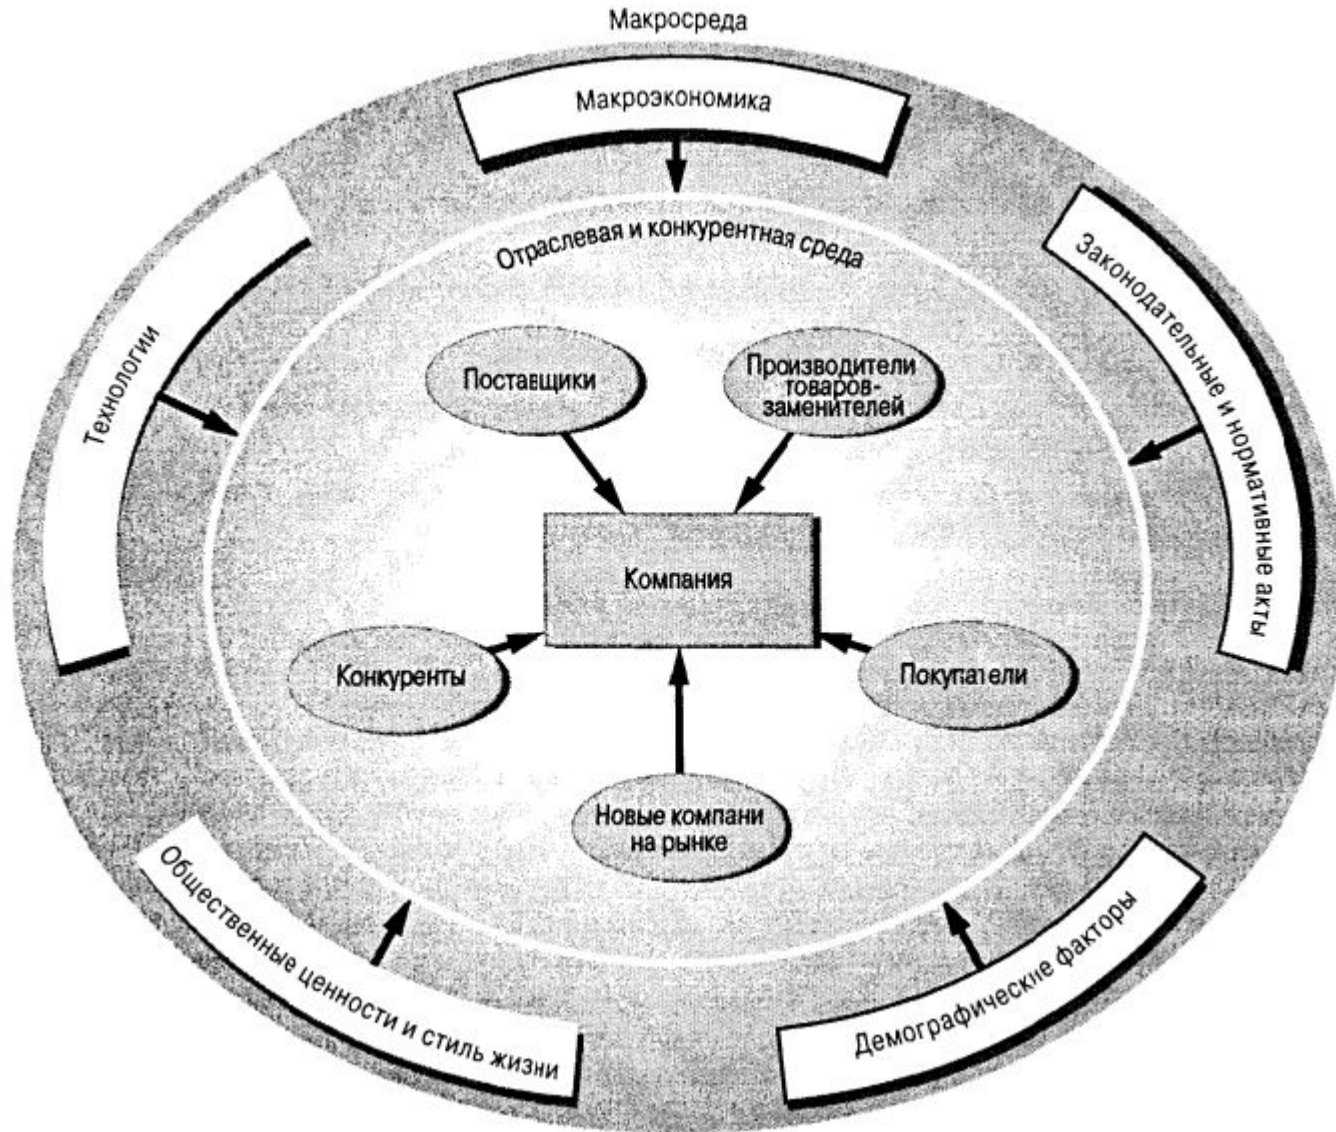 Макросреда
Макроэкономика
Отраслевая и конкурентная среда
Технологии
Законодательные и нормативные акты
Поставщики
Производители
товаров-
заменителей
Компания
Конкуренты
Покупатели
Новые компани
на рынке
Общественные ценности и стиль жизни
Демографические факторы